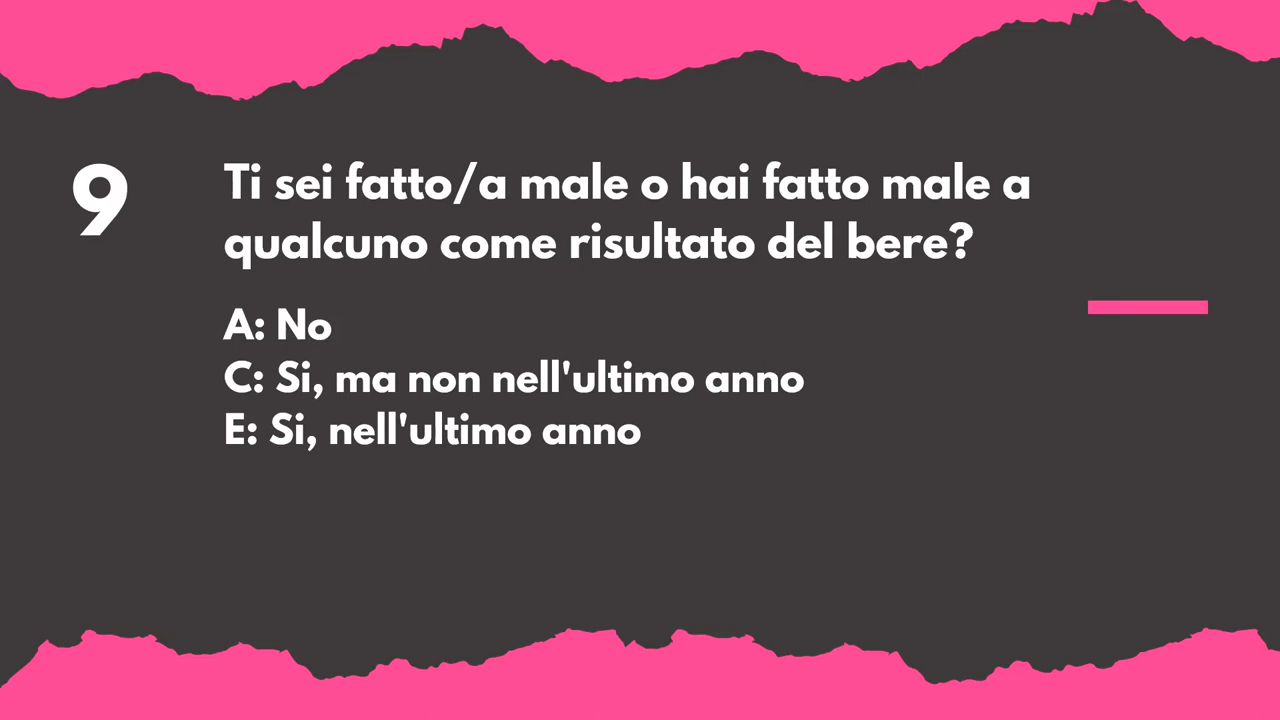 9
Ti sei fatto/a male o hai fatto male a
qualcuno come risultato del bere?
A: No
C: Si, ma non nell'ultimo anno
E: Si, nell'ultimo anno